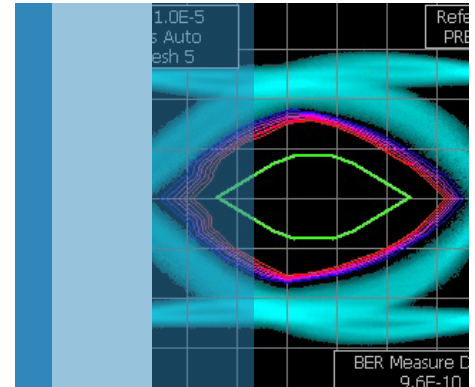 1.0E-5
s Auto
esh 5
Refe
PRE
BER Measure D
9.6E-10